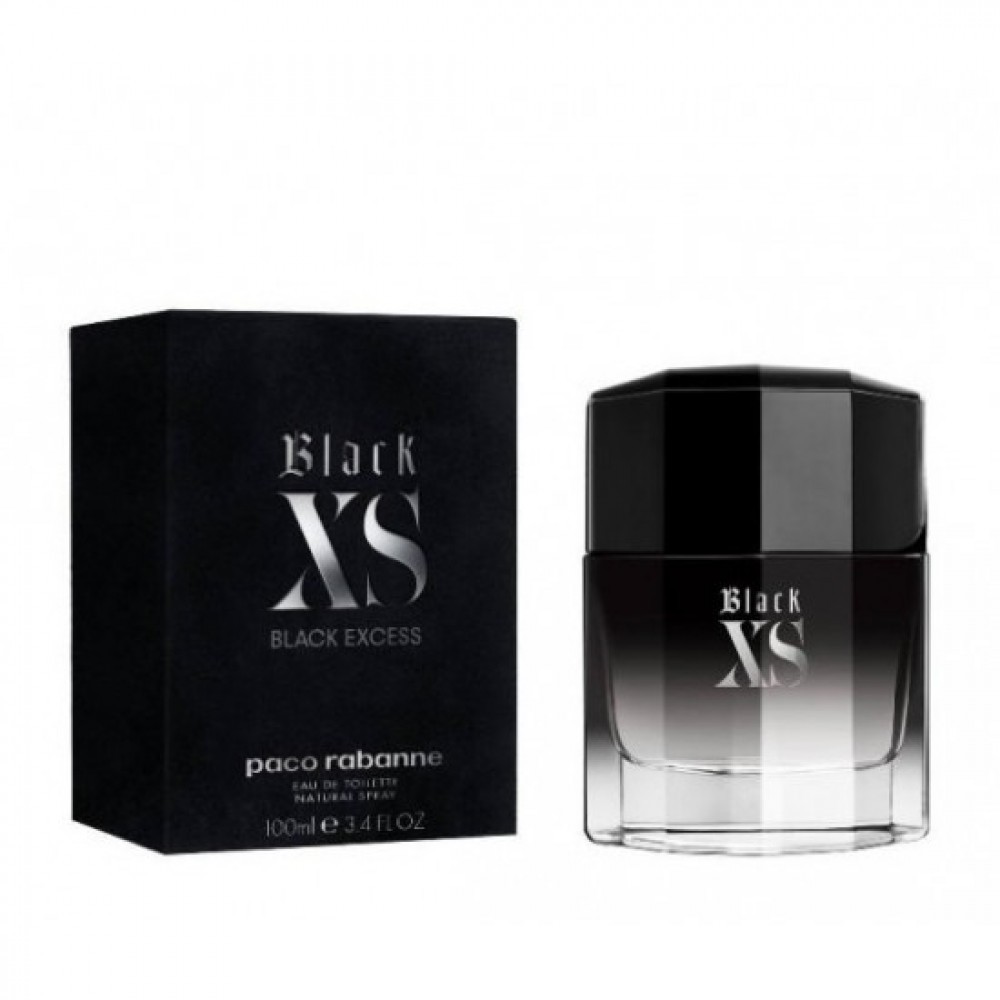 Black
XS
BLACK EXCESS
paco rabanne
EAU DE TOILETTE
NATURAL SPRAY
100ml e 3.4 FL OZ
Black
XS